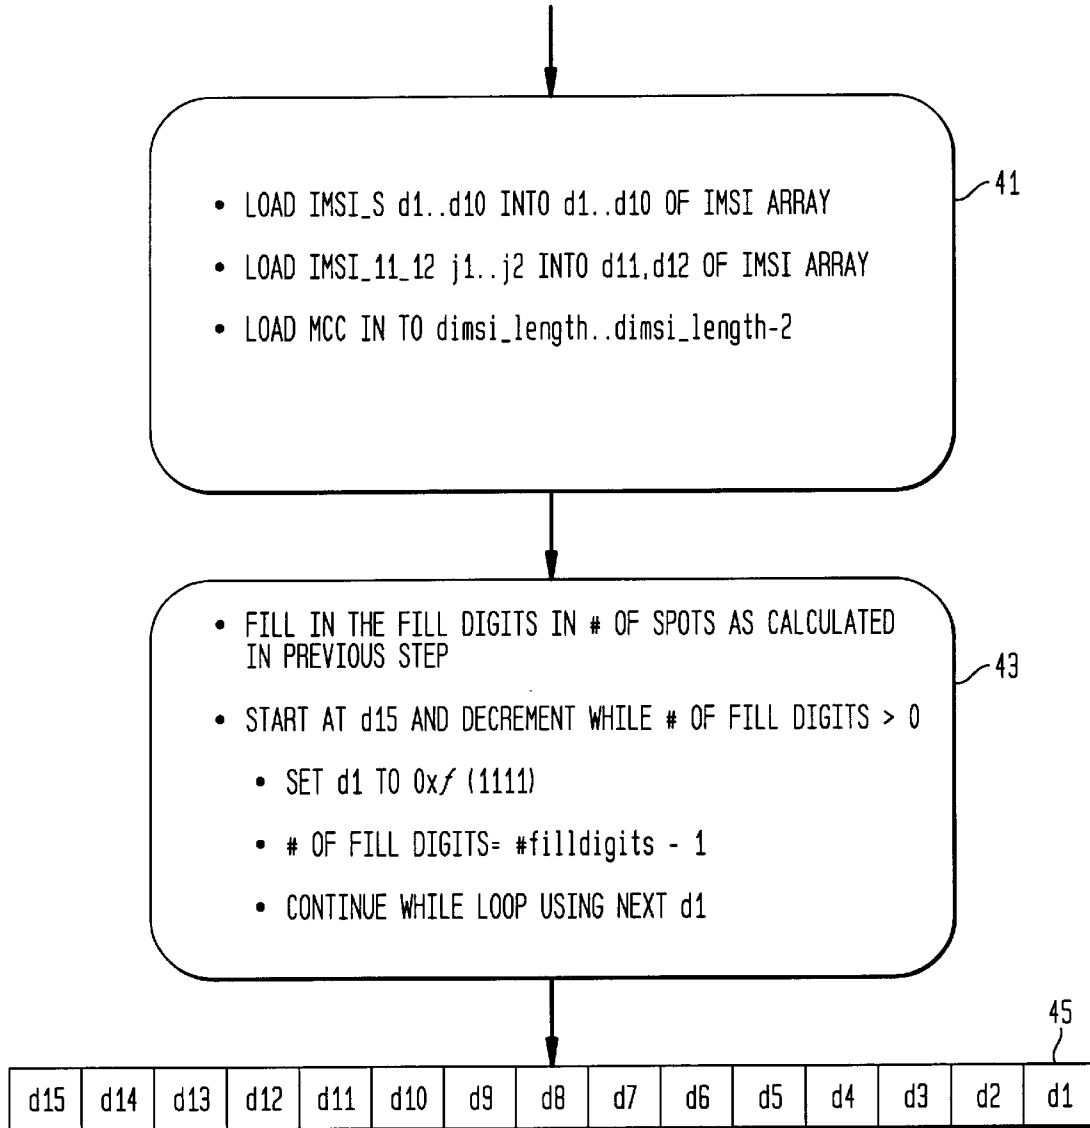 • LOAD IMSI_S d1..d10 INTO d1..d10 OF IMSI ARRAY
• LOAD IMSI_11_12 j1..j2 INTO d11,d12 OF IMSI ARRAY
• LOAD MCC IN TO dimsi_length..dimsi_length-2
41
• FILL IN THE FILL DIGITS IN # OF SPOTS AS CALCULATED
IN PREVIOUS STEP
• START AT d15 AND DECREMENT WHILE # OF FILL DIGITS > 0
• SET d1 TO 0xf (1111)
• # OF FILL DIGITS= #filldigits - 1
• CONTINUE WHILE LOOP USING NEXT d1
43
45
d15 d14 d13 d12 d11 d10 d9 d8 d7 d6 d5 d4 d3 d2 d1